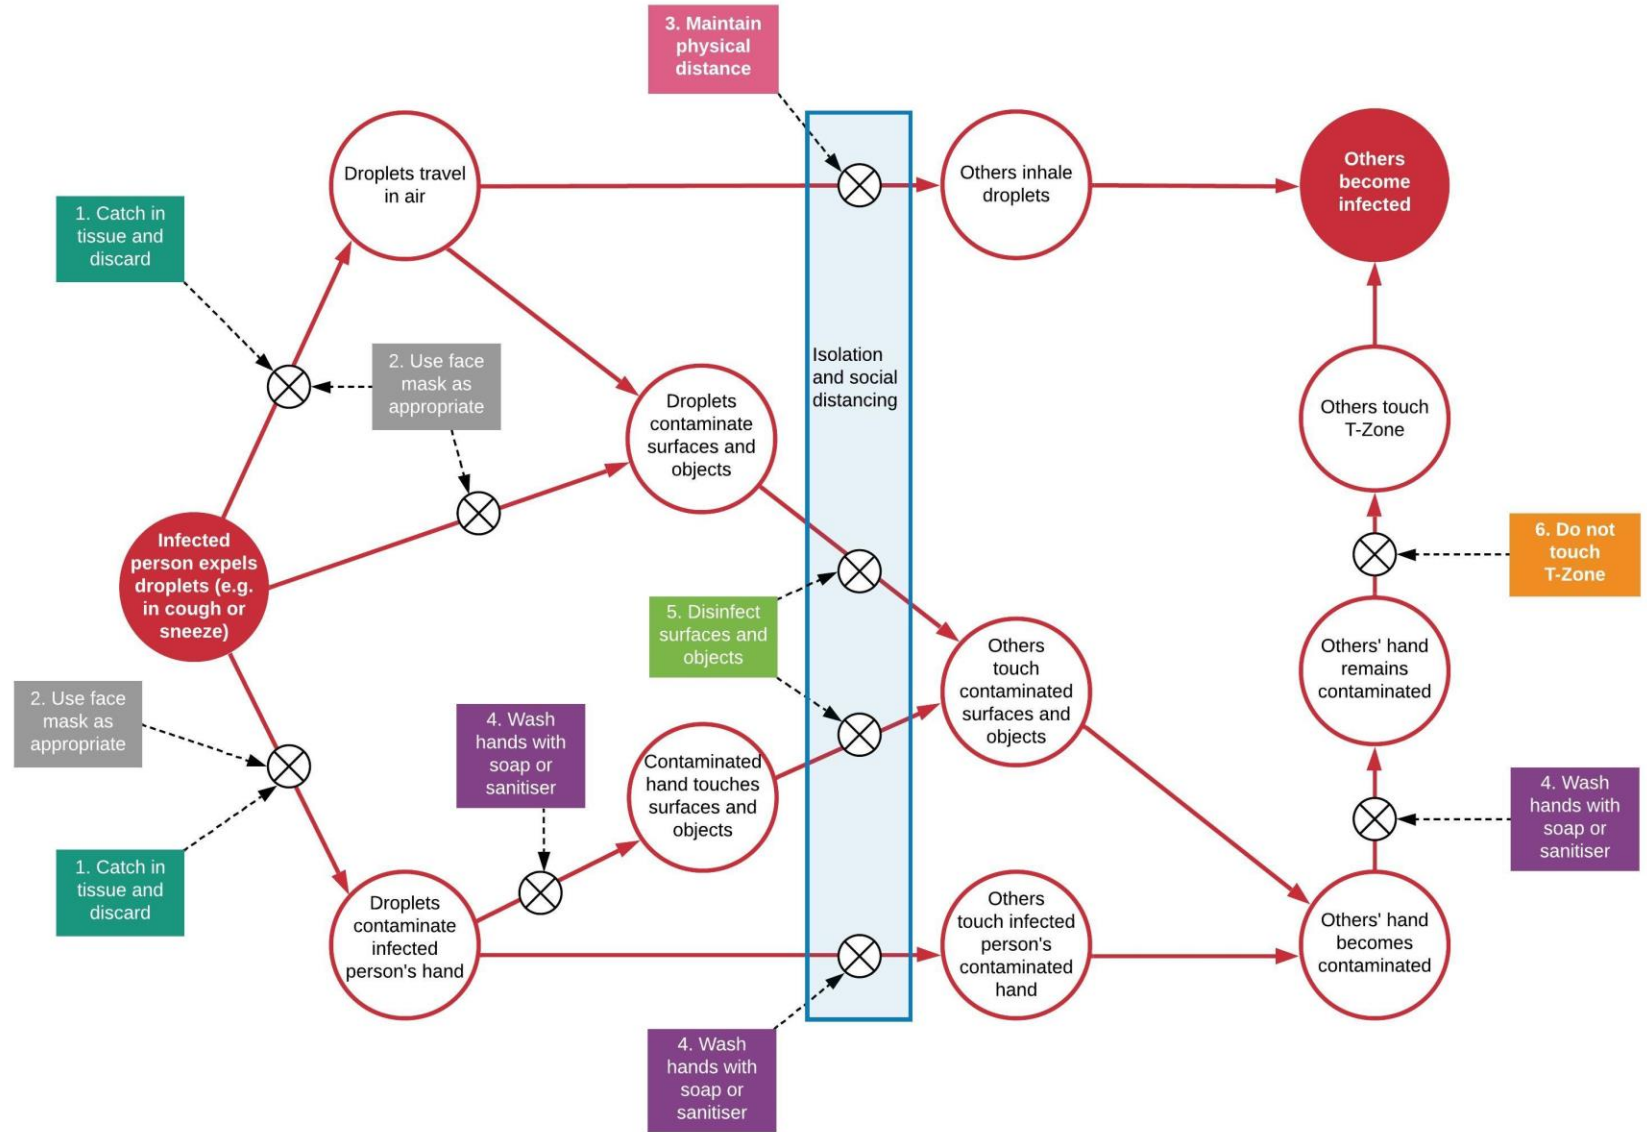 3. Maintain
physical
distance
Droplets travel
in air
Others inhale
droplets
Others
become
infected
1. Catch in
tissue and
discard
2. Use face
mask as
appropriate
Isolation
and social
distancing
Droplets
contaminate
surfaces and
objects
Others touch
T-Zone
Infected
person expels
droplets (e.g.
in cough or
sneeze)
6. Do not
touch
T-Zone
5. Disinfect
surfaces and
objects
Others
touch
contaminated
surfaces and
objects
Others' hand
remains
contaminated
2. Use face
mask as
appropriate
4. Wash
hands with
soap or
sanitiser
Contaminated
hand touches
surfaces and
objects
4. Wash
hands with
soap or
sanitiser
1. Catch in
tissue and
discard
Droplets
contaminate
infected
person's hand
Others
touch infected
person's
contaminated
hand
Others' hand
becomes
contaminated
4. Wash
hands with
soap or
sanitiser